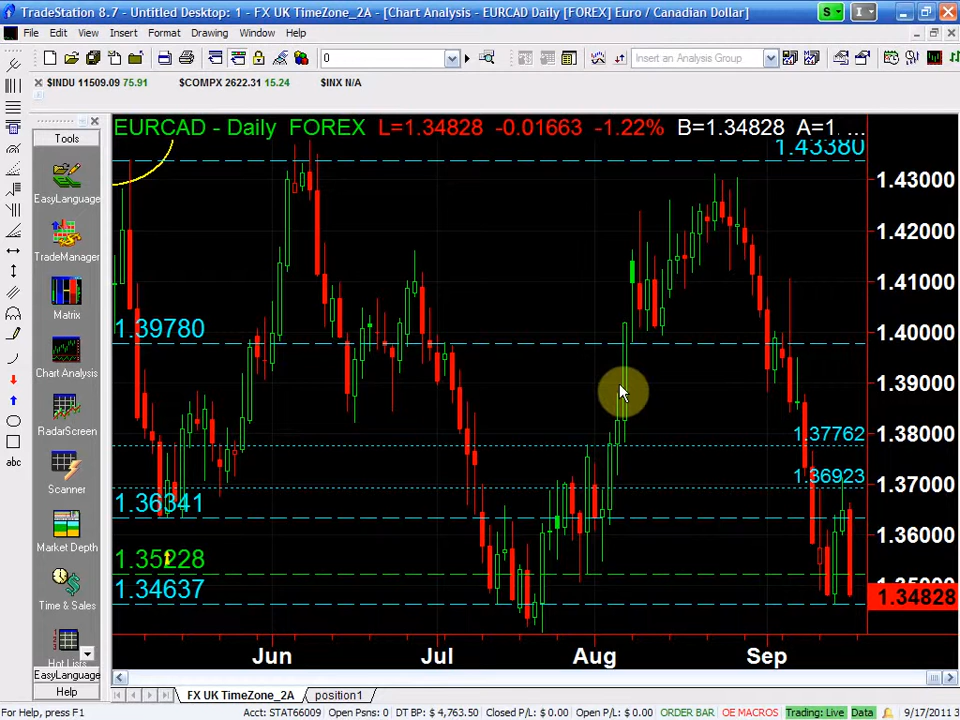 TradeStation 8.7 - Untitled Desktop: 1 - FX UK TimeZone_2A - [Chart Analysis - EURCAD Daily [FOREX] Euro / Canadian Dollar]
S
I
File Edit View Insert Format Drawing Window Help
0
Insert an Analysis Group
$INDU 11509.09 75.91 $COMPX 2622.31 15.24 $INX N/A
Tools
EasyLanguage
TradeManager
Matrix
Chart Analysis
RadarScreen
Scanner
Market Depth
Time & Sales
Hot Lists
EasyLanguage
Help
abc
EURCAD - Daily FOREX L=1.34828 -0.01663 -1.22% B=1.34828 A=1. ...
1.43380
1.43000
1.42000
1.41000
1.39780
1.40000
1.39000
1.37762
1.38000
1.36923
1.37000
1.36341
1.36000
1.35228
1.35000
1.34637
1.34828
Jun Jul Aug Sep
FX UK TimeZone_2A position1
For Help, press F1 Acct: STAT66009 Open Psns: 0 DT BP: $ 4,763.50 Closed P/L: $ 0.00 Open P/L: $ 0.00 ORDER BAR OE MACROS Trading: Live Data 9/17/2011